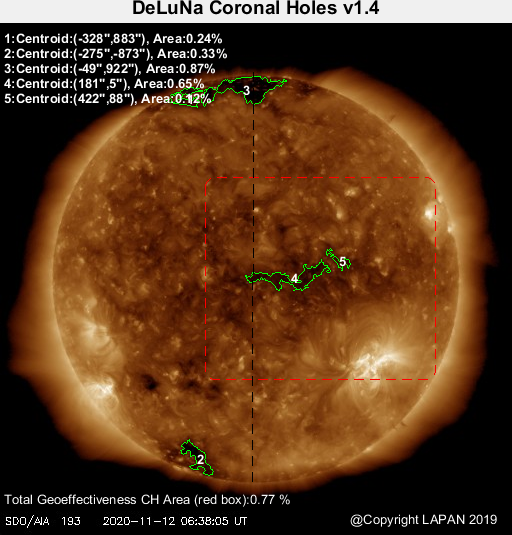 DeLuNa Coronal Holes v1.4
1:Centroid:(-328",883"), Area:0.24%
2:Centroid:(-275",-873"), Area:0.33%
3:Centroid:(-49",922"), Area:0.87%
4:Centroid:(181",5"), Area:0.65%
5:Centroid:(422",88"), Area:0.12%
1
3
5
4
2
Total Geoeffectiveness CH Area (red box):0.77 %
SDO/AIA 193 2020-11-12 06:38:05 UT
@Copyright LAPAN 2019